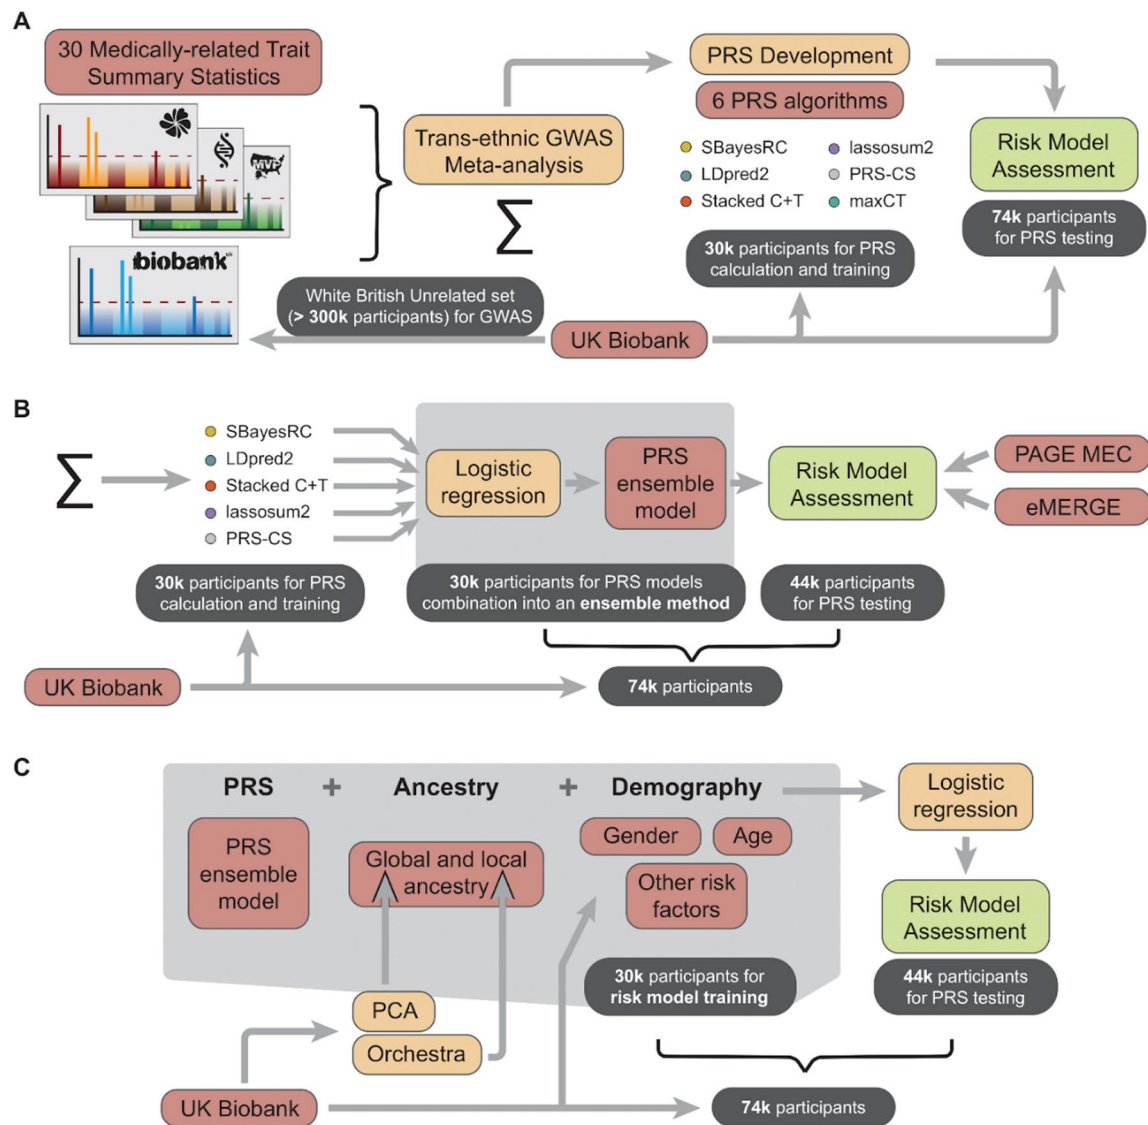 A
30 Medically-related Trait
Summary Statistics
MVP
biobank uk
Trans-ethnic GWAS
Meta-analysis
∑
White British Unrelated set
(> 300k participants) for GWAS
UK Biobank
PRS Development
6 PRS algorithms
SBayesRC
LDpred2
Stacked C+T
lassosum2
PRS-CS
maxCT
30k participants for PRS
calculation and training
Risk Model
Assessment
74k participants
for PRS testing
B
∑
SBayesRC
LDpred2
Stacked C+T
lassosum2
PRS-CS
Logistic
regression
PRS
ensemble
model
Risk Model
Assessment
PAGE MEC
eMERGE
30k participants for PRS
calculation and training
30k participants for PRS models
combination into an ensemble method
44k participants
for PRS testing
UK Biobank
74k participants
C
PRS + Ancestry + Demography
PRS
ensemble
model
Global and local
ancestry
Gender
Age
Other risk
factors
Logistic
regression
Risk Model
Assessment
30k participants for
risk model training
44k participants
for PRS testing
PCA
Orchestra
UK Biobank
74k participants